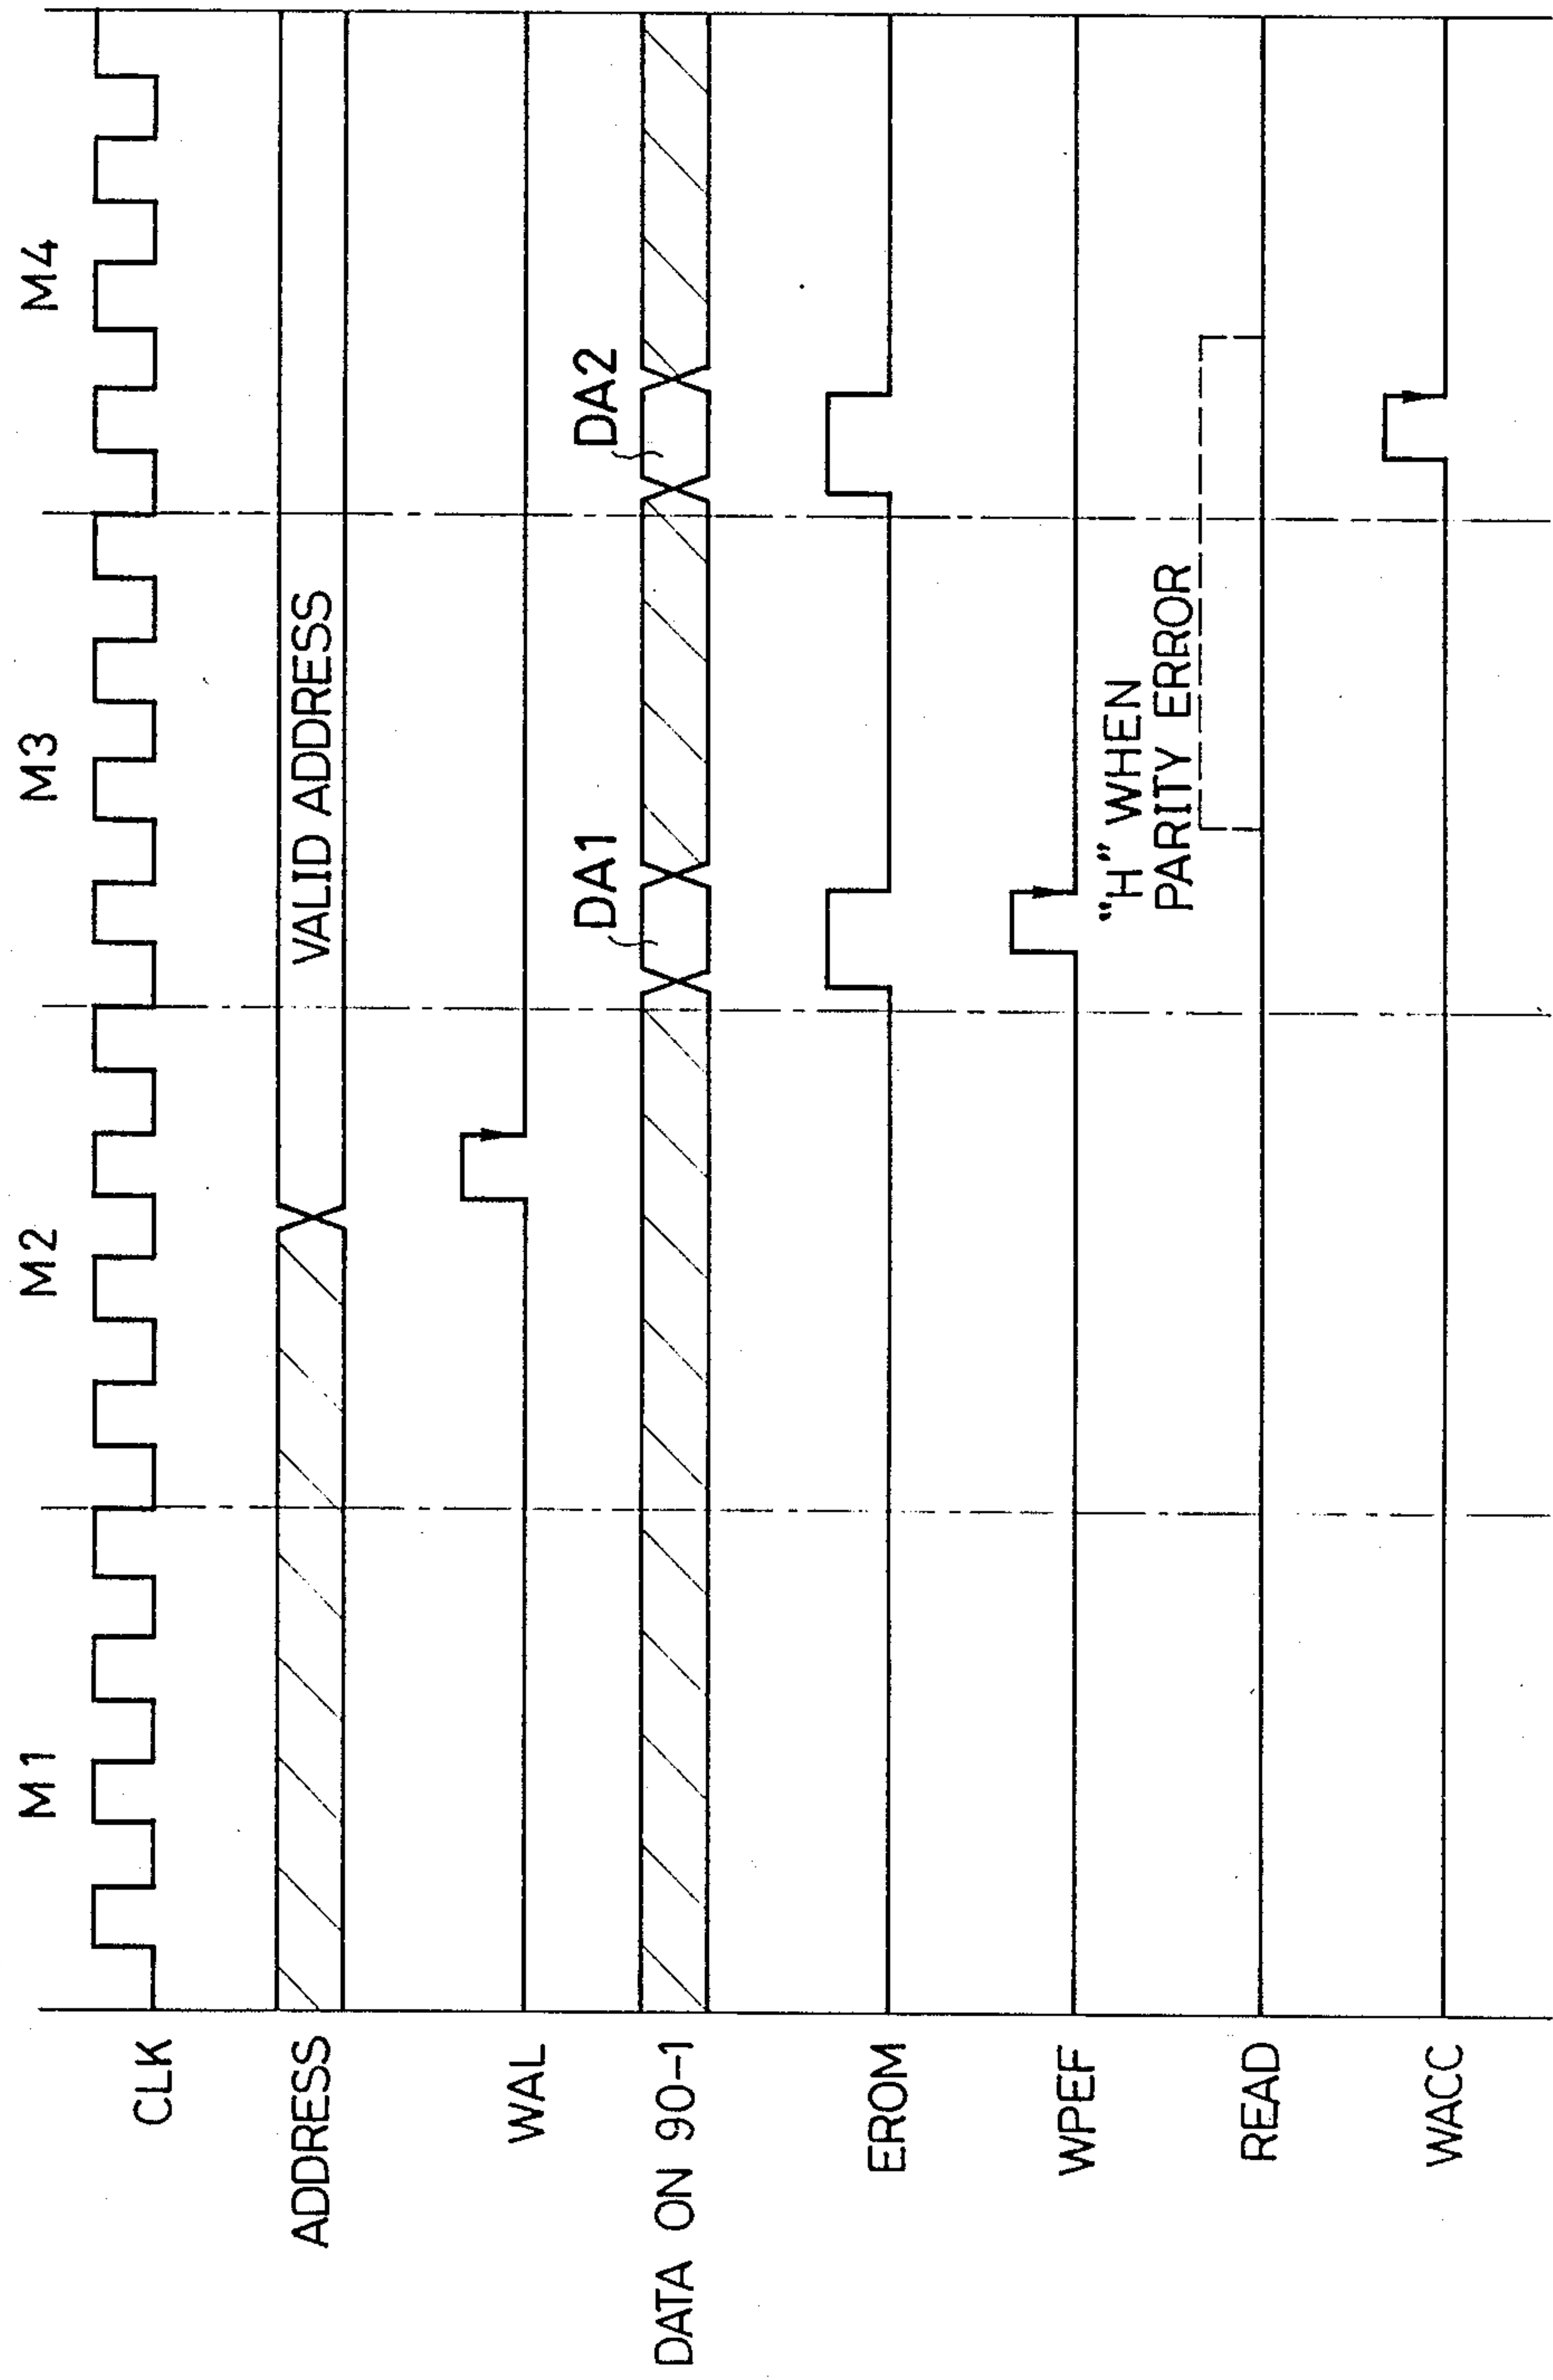 M1 M2 M3 M4
CLK
ADDRESS
VALID ADDRESS
WAL
DATA ON 90-1
DA1
DA2
EROM
WPEF
"H" WHEN
PARITY ERROR
READ
WACC